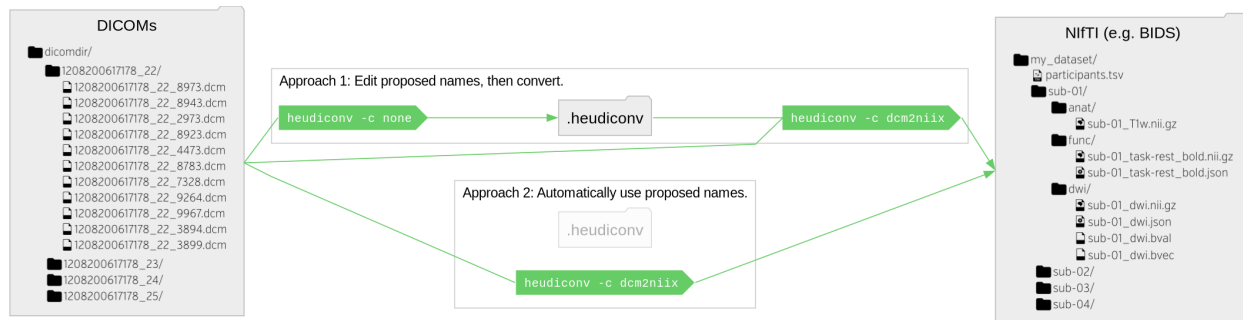 DICOMs
dicomdir/
1208200617178_22/
1208200617178_22_8973.dcm
1208200617178_22_8943.dcm
1208200617178_22_2973.dcm
1208200617178_22_8923.dcm
1208200617178_22_4473.dcm
1208200617178_22_8783.dcm
1208200617178_22_7328.dcm
1208200617178_22_9264.dcm
1208200617178_22_9967.dcm
1208200617178_22_3894.dcm
1208200617178_22_3899.dcm
1208200617178_23/
1208200617178_24/
1208200617178_25/
Approach 1: Edit proposed names, then convert.
heudiconv -c none
.heudiconv
heudiconv -c dcm2niix
Approach 2: Automatically use proposed names.
.heudiconv
heudiconv -c dcm2niix
NIfTI (e.g. BIDS)
my_dataset/
participants.tsv
sub-01/
anat/
sub-01_T1w.nii.gz
func/
sub-01_task-rest_bold.nii.gz
sub-01_task-rest_bold.json
dwi/
sub-01_dwi.nii.gz
sub-01_dwi.json
sub-01_dwi.bval
sub-01_dwi.bvec
sub-02/
sub-03/
sub-04/